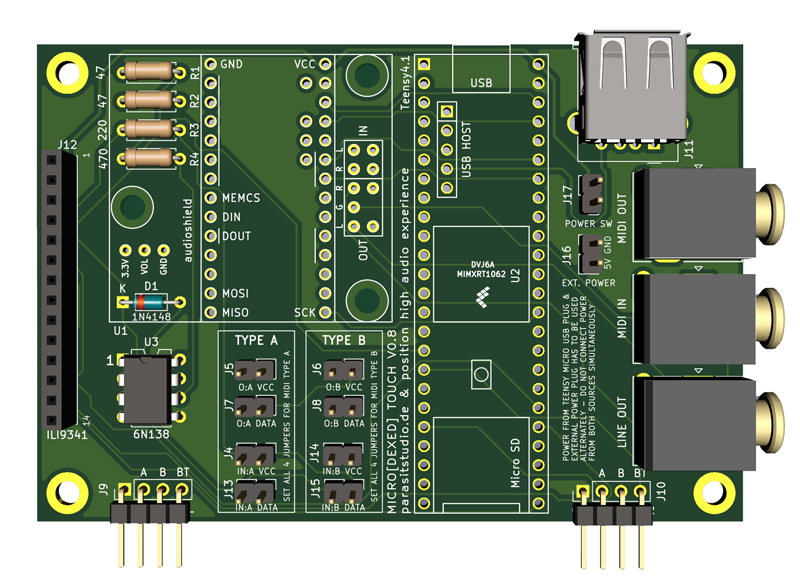 47
R1
47
R2
220
R3
470
R4
GND
VCC
J12
1
MEMCS
DIN
DOUT
MOSI
MISO
SCK
audioshield
3.3V
VOL
GND
K
D1
1N4148
U1
IN
L
R
R
G
L
OUT
Teensy4.1
USB
USB HOST
DVJ6A
MIMXRT1062
U2
Micro SD
J11
J17
POWER SW
J16
5V GND
EXT. POWER
MIDI OUT
MIDI IN
LINE OUT
POWER FROM TEENSY MICRO USB PLUG &
EXTERNAL POWER PLUG HAS TO BE USED
ALTERNATELY - DO NOT CONNECT POWER
FROM BOTH SOURCES SIMULTANEOUSLY
U3
1
6N138
14
ILI9341
TYPE A
J5
O:A VCC
J7
O:A DATA
J4
IN:A VCC
J13
IN:A DATA
SET ALL 4 JUMPERS FOR MIDI TYPE A
TYPE B
J6
O:B VCC
J8
O:B DATA
J14
IN:B VCC
J15
IN:B DATA
SET ALL 4 JUMPERS FOR MIDI TYPE B
MICRO[DEXED] TOUCH V0.8
parasitstudio.de & position high audio experience
J9
A B BT
A B BT
J10